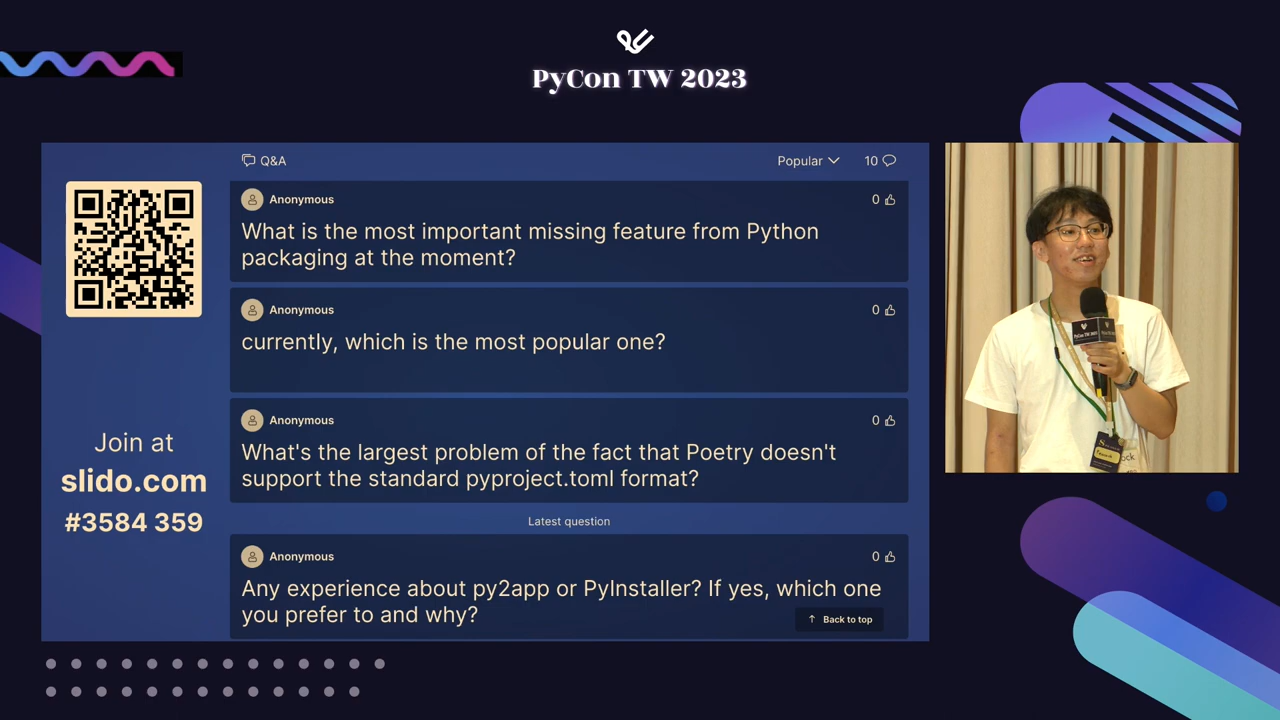 PyCon TW 2023
Q&A
Popular
10
Anonymous
0
What is the most important missing feature from Python
packaging at the moment?
Anonymous
0
currently, which is the most popular one?
Anonymous
0
What's the largest problem of the fact that Poetry doesn't
support the standard pyproject.toml format?
Latest question
Anonymous
0
Any experience about py2app or PyInstaller? If yes, which one
you prefer to and why?
Back to top
Join at
slido.com
#3584 359
PyCon TW 2023